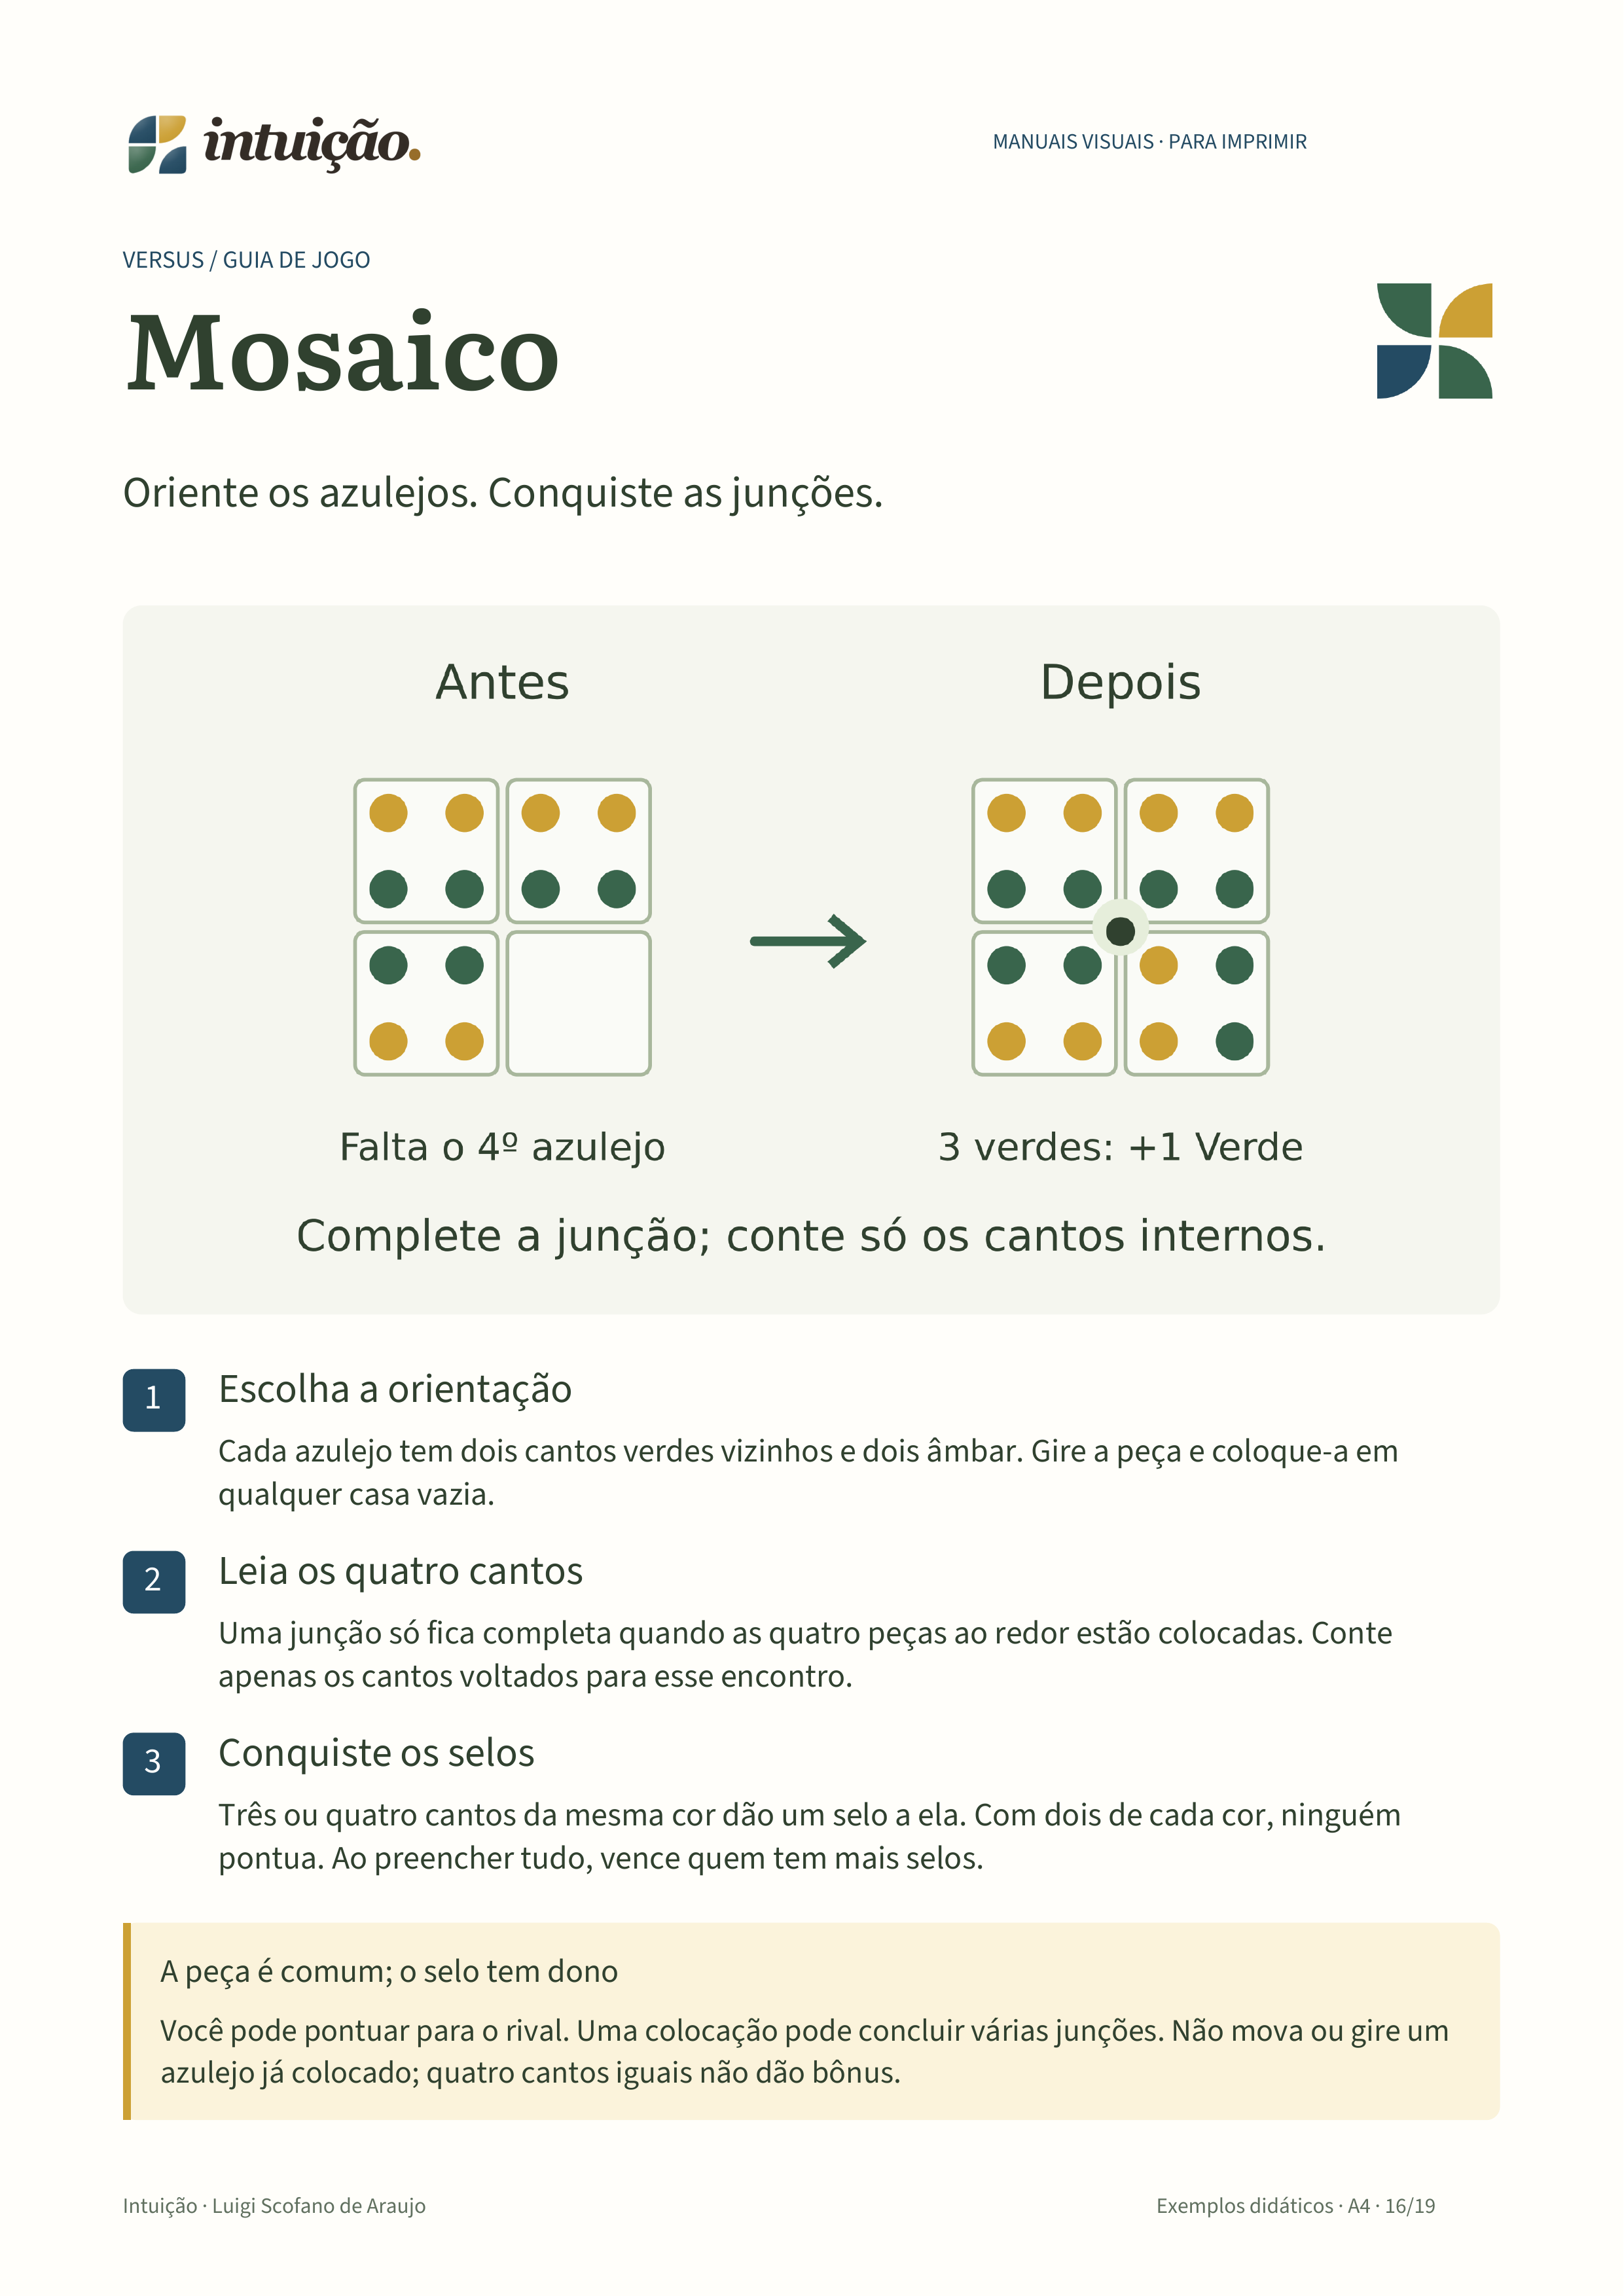 intuição.
MANUAIS VISUAIS · PARA IMPRIMIR
VERSUS / GUIA DE JOGO
Mosaico
Oriente os azulejos. Conquiste as junções.
Antes
Depois
Falta o 4º azulejo
3 verdes: +1 Verde
Complete a junção; conte só os cantos internos.
1
Escolha a orientação
Cada azulejo tem dois cantos verdes vizinhos e dois âmbar. Gire a peça e coloque-a em
qualquer casa vazia.
2
Leia os quatro cantos
Uma junção só fica completa quando as quatro peças ao redor estão colocadas. Conte
apenas os cantos voltados para esse encontro.
3
Conquiste os selos
Três ou quatro cantos da mesma cor dão um selo a ela. Com dois de cada cor, ninguém
pontua. Ao preencher tudo, vence quem tem mais selos.
A peça é comum; o selo tem dono
Você pode pontuar para o rival. Uma colocação pode concluir várias junções. Não mova ou gire um
azulejo já colocado; quatro cantos iguais não dão bônus.
Intuição · Luigi Scofano de Araujo
Exemplos didáticos · A4 · 16/19